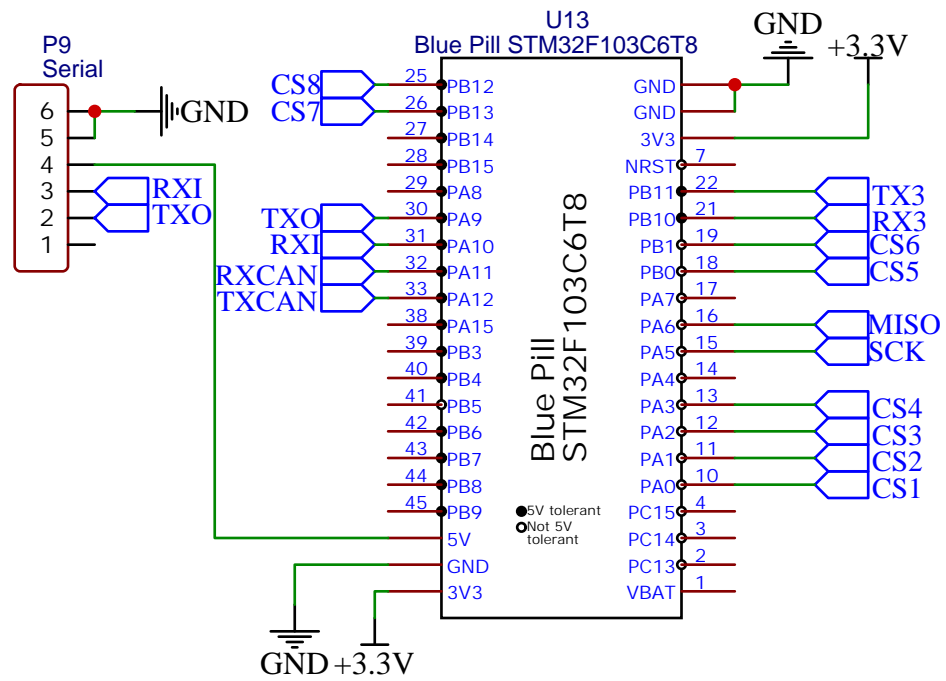 U13
Blue Pill STM32F103C6T8
P9
Serial
6
5
4
3
2
1
GND
RXI
TXO
CS8 25 PB12
CS7 26 PB13
27 PB14
28 PB15
29 PA8
TXO 30 PA9
RXI 31 PA10
RXCAN 32 PA11
TXCAN 33 PA12
38 PA15
39 PB3
40 PB4
41 PB5
42 PB6
43 PB7
44 PB8
45 PB9
5V
GND
3V3
GND +3.3V
Blue Pill
STM32F103C6T8
5V tolerant
Not 5V
tolerant
GND +3.3V
GND
GND
3V3
NRST 7
PB11 22 TX3
PB10 21 RX3
PB1 19 CS6
PB0 18 CS5
PA7 17
PA6 16 MISO
PA5 15 SCK
PA4 14
PA3 13 CS4
PA2 12 CS3
PA1 11 CS2
PA0 10 CS1
PC15 4
PC14 3
PC13 2
VBAT 1